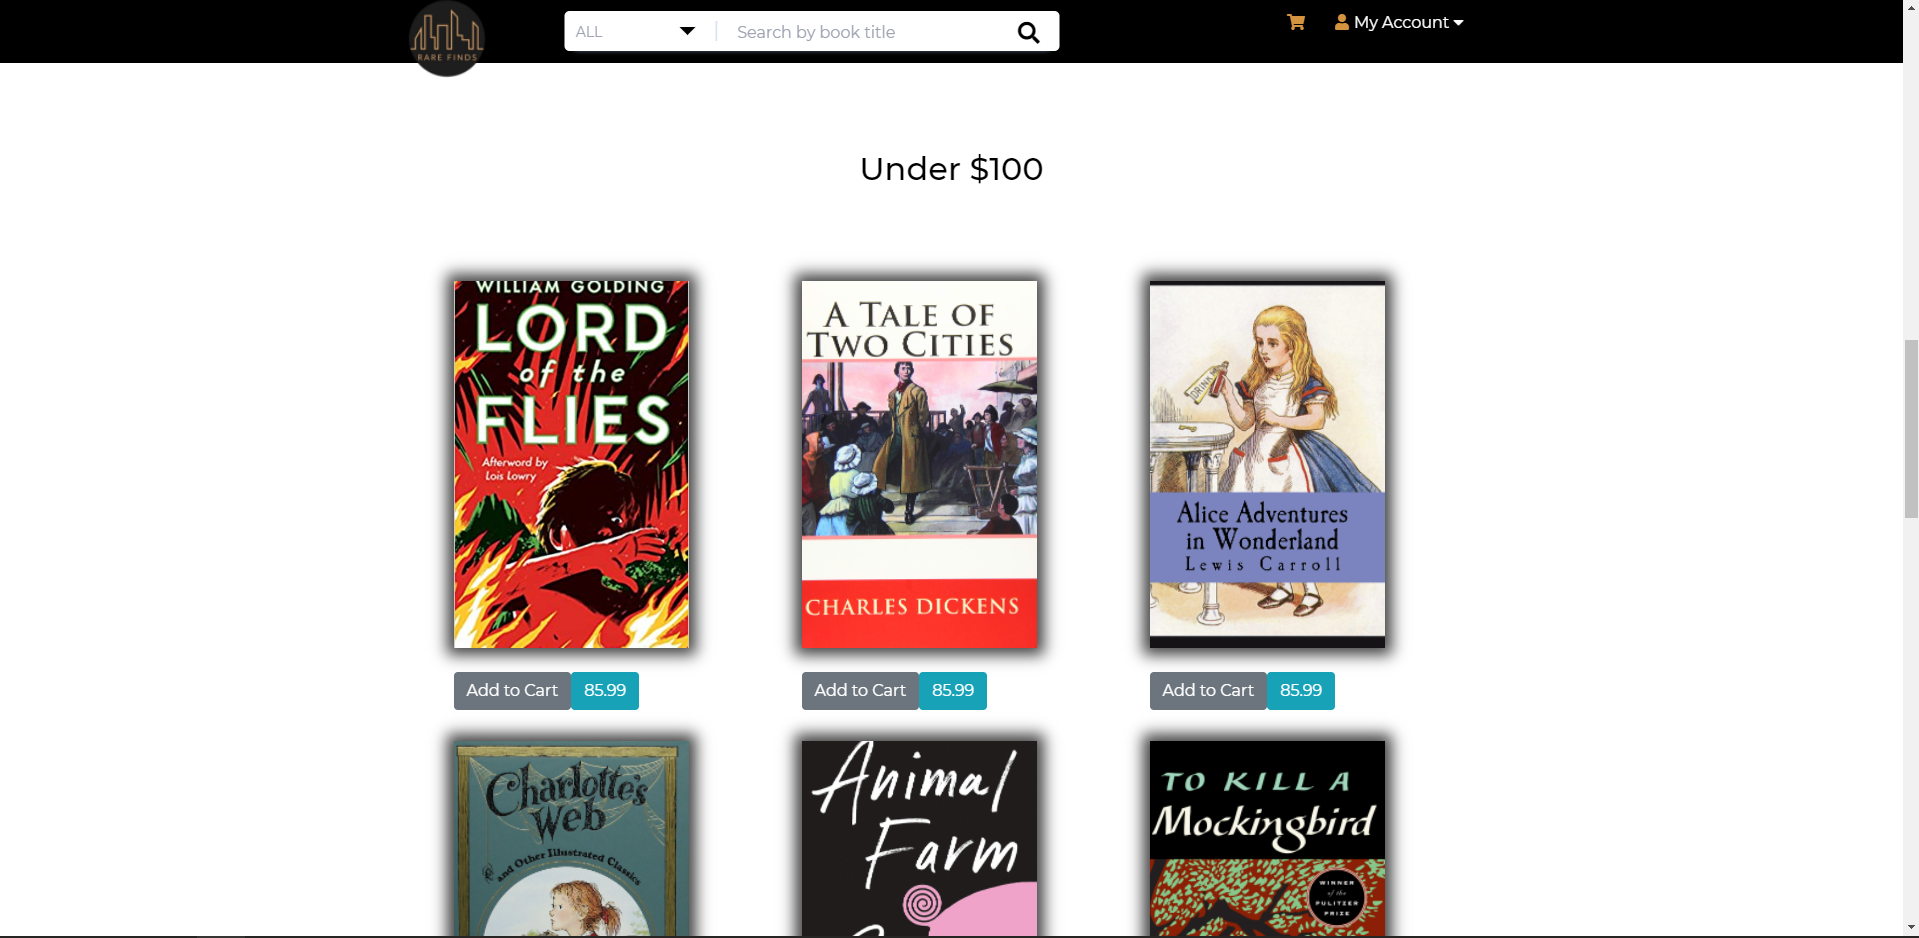 RARE FINDS
ALL
Search by book title
My Account
Under $100
WILLIAM GOLDING
LORD
of the
FLIES
Afterword by
Lois Lowry
A TALE OF
TWO CITIES
CHARLES DICKENS
DRINK
Alice Adventures
in Wonderland
Lewis Carroll
Add to Cart 85.99
Add to Cart 85.99
Add to Cart 85.99
Charlotte's
Web
and Other Illustrated Classics
Animal
Farm
TO KILL A
Mockingbird
WINNER
of the
PULITZER
PRIZE